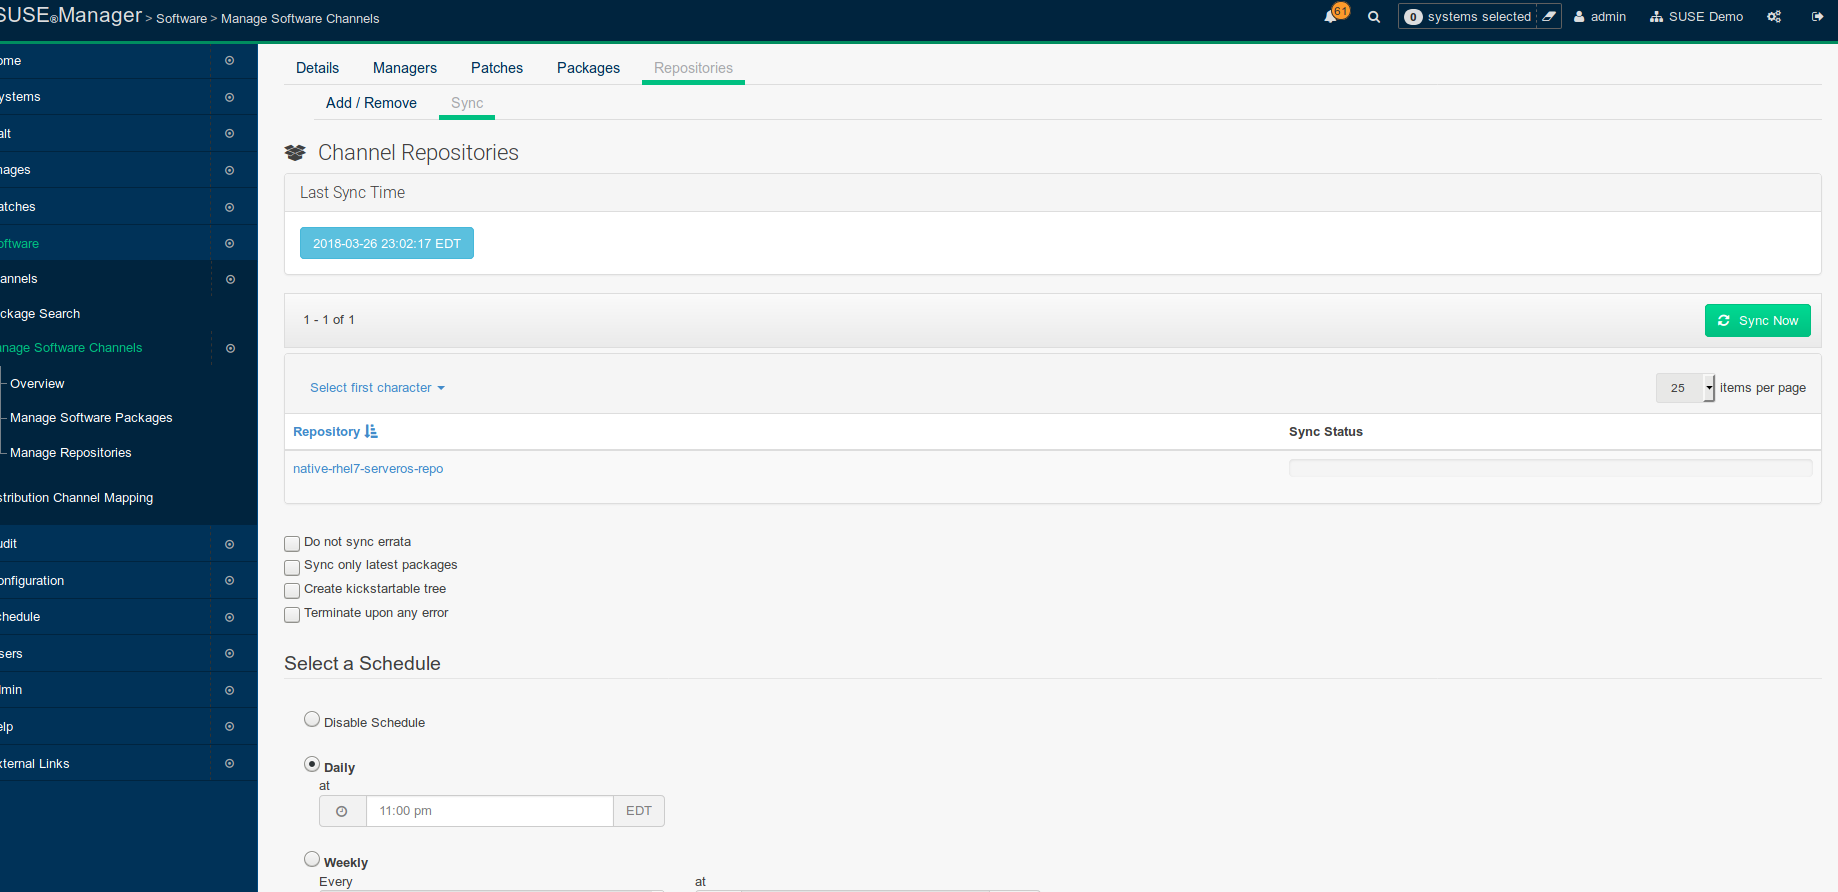 SUSE®Manager > Software > Manage Software Channels
61
0 systems selected
admin
SUSE Demo
ome
ystems
alt
mages
atches
oftware
annels
ckage Search
anage Software Channels
Overview
Manage Software Packages
Manage Repositories
stribution Channel Mapping
udit
onfiguration
chedule
sers
dmin
elp
xternal Links
Details Managers Patches Packages Repositories
Add / Remove Sync
Channel Repositories
Last Sync Time
2018-03-26 23:02:17 EDT
1 - 1 of 1
Sync Now
Select first character
25 items per page
Repository Sync Status
native-rhel7-serveros-repo
Do not sync errata
Sync only latest packages
Create kickstartable tree
Terminate upon any error
Select a Schedule
Disable Schedule
Daily
at
11:00 pm EDT
Weekly
Every at